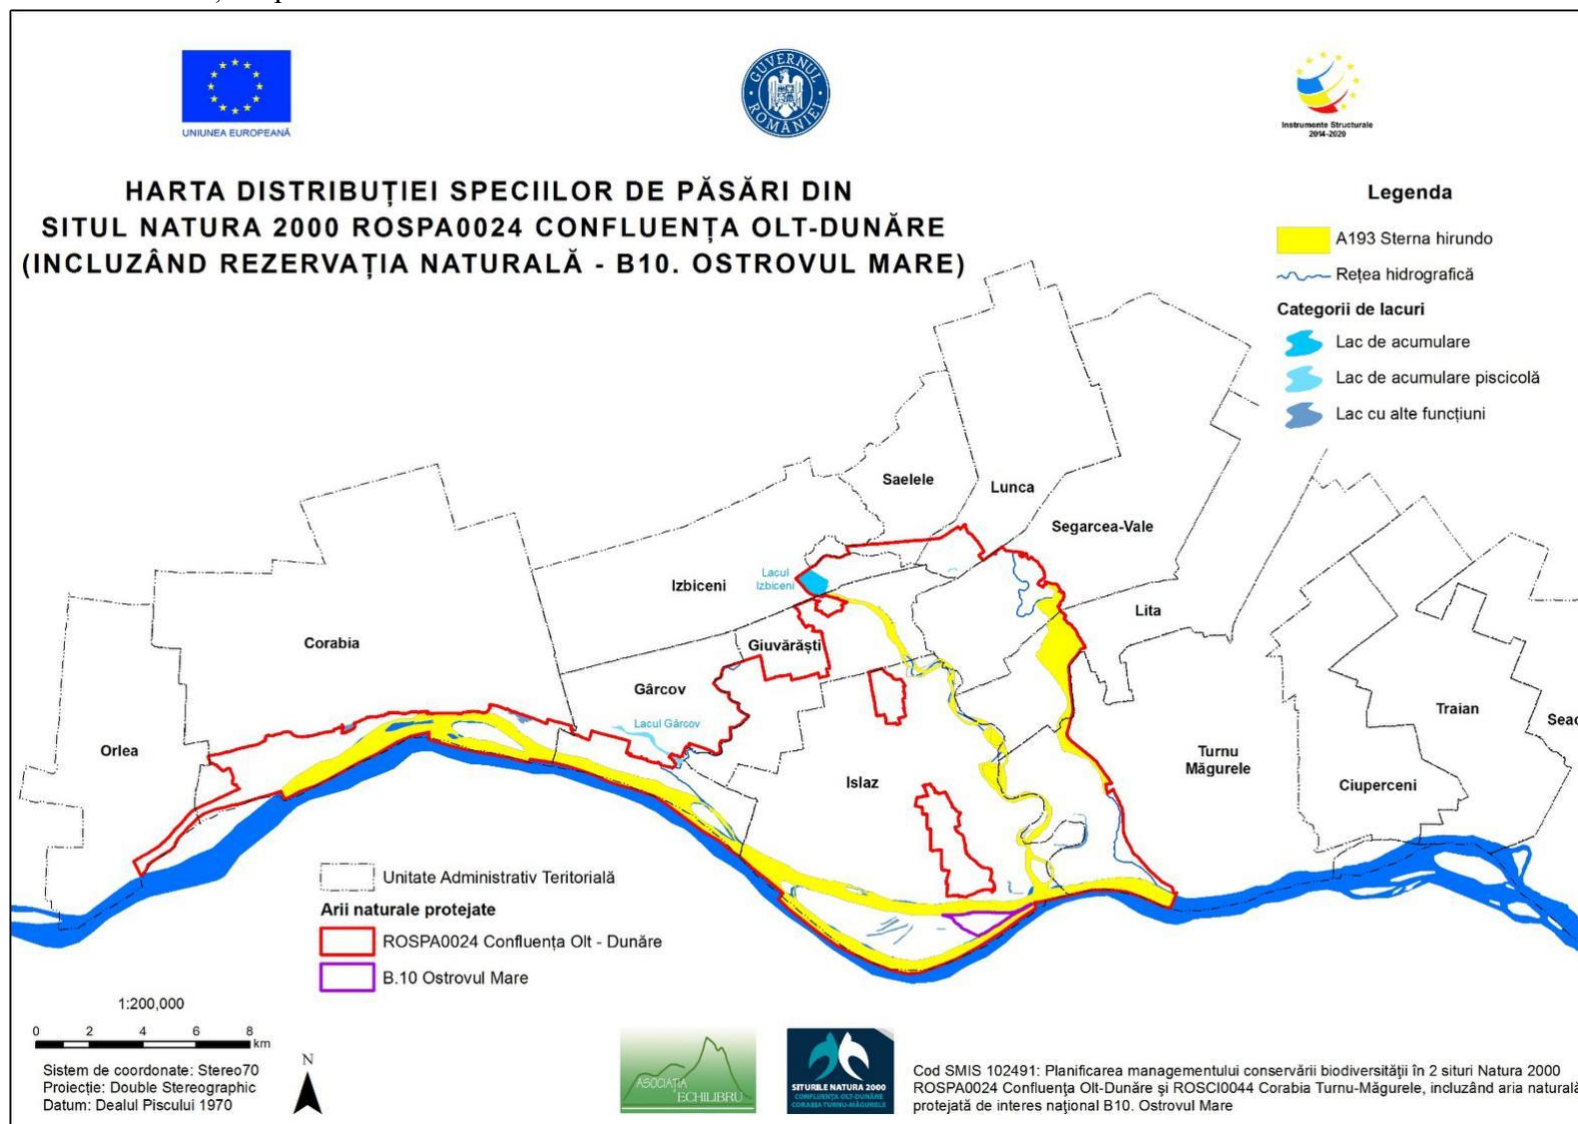 UNIUNEA EUROPEANĂ
GUVERNUL ROMÂNIEI
Instrumente Structurale
2014-2020
HARTA DISTRIBUȚIEI SPECIILOR DE PĂSĂRI DIN
SITUL NATURA 2000 ROSPA0024 CONFLUENȚA OLT-DUNĂRE
(INCLUZÂND REZERVAȚIA NATURALĂ - B10. OSTROVUL MARE)
Legenda
A193 Sterna hirundo
Rețea hidrografică
Categorii de lacuri
Lac de acumulare
Lac de acumulare piscicolă
Lac cu alte funcțiuni
Saelele
Lunca
Segarcea-Vale
Izbiceni
Lacul
Izbiceni
Lita
Corabia
Giuvărăști
Gârcov
Lacul Gârcov
Orlea
Islaz
Turnu
Măgurele
Traian
Seac
Ciuperceni
Unitate Administrativ Teritorială
Arii naturale protejate
ROSPA0024 Confluența Olt - Dunăre
B.10 Ostrovul Mare
1:200,000
0 2 4 6 8
km
N
Sistem de coordonate: Stereo70
Proiecție: Double Stereographic
Datum: Dealul Piscului 1970
ASOCIAȚIA
ECHILIBRU
SITURILE NATURA 2000
CONFLUENȚA OLT-DUNĂRE
CORABIA TURNU-MĂGURELE
Cod SMIS 102491: Planificarea managementului conservării biodiversităţii în 2 situri Natura 2000
ROSPA0024 Confluenţa Olt-Dunăre şi ROSCI0044 Corabia Turnu-Măgurele, incluzând aria naturală
protejată de interes naţional B10. Ostrovul Mare